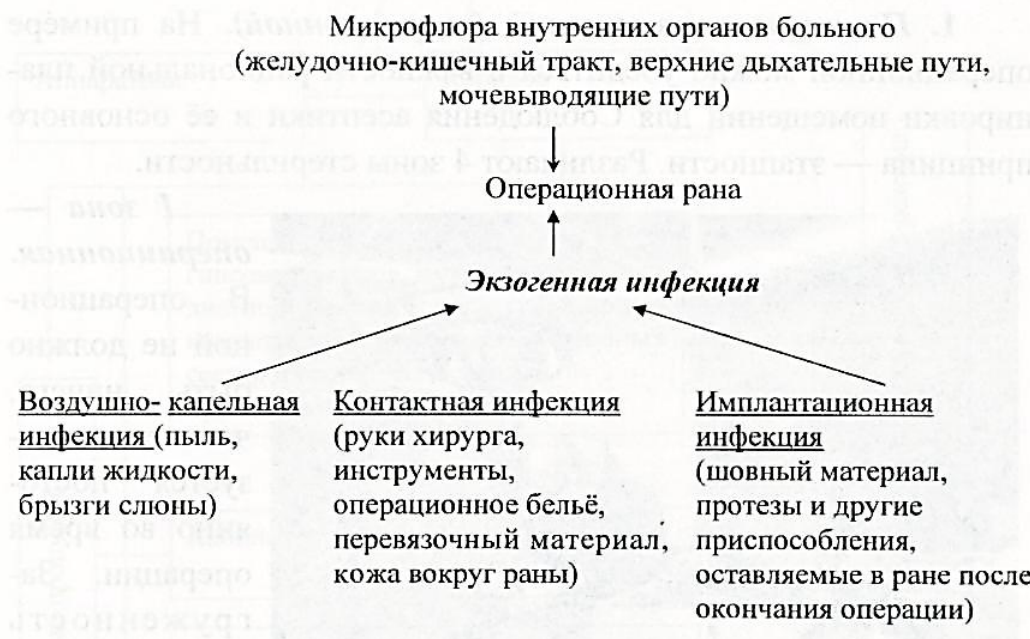 Микрофлора внутренних органов больного
(желудочно-кишечный тракт, верхние дыхательные пути,
мочевыводящие пути)
Операционная рана
Экзогенная инфекция
Воздушно- капельная
инфекция (пыль,
капли жидкости,
брызги слюны)
Контактная инфекция
(руки хирурга,
инструменты,
операционное бельё,
перевязочный материал,
кожа вокруг раны)
Имплантационная
инфекция
(шовный материал,
протезы и другие
приспособления,
оставляемые в ране после
окончания операции)